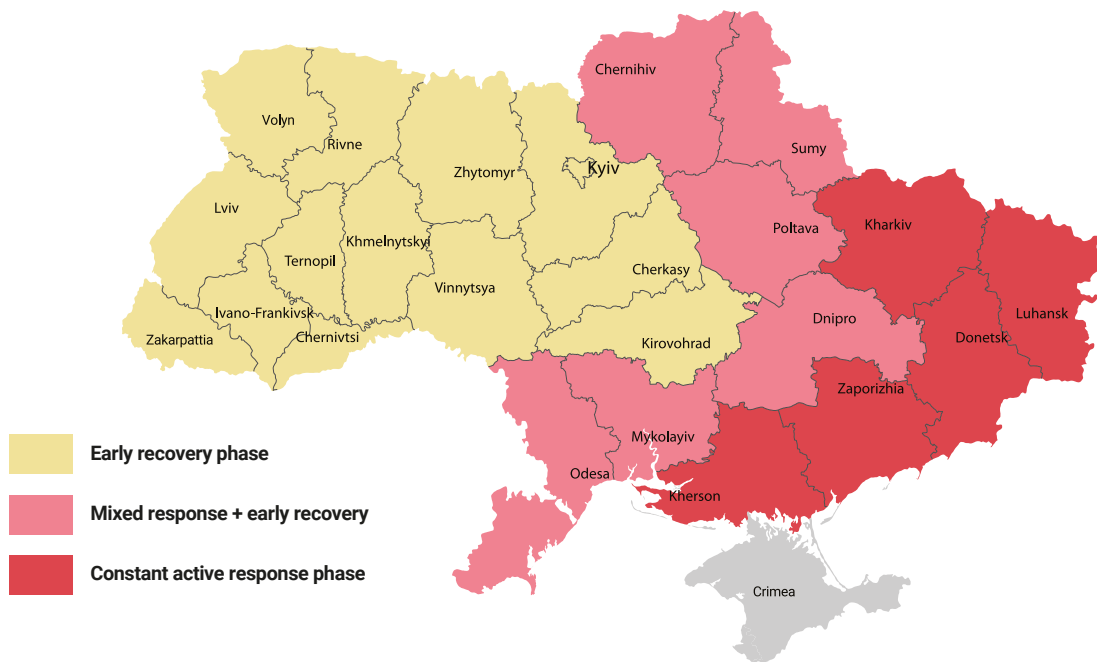 Chernihiv
Volyn
Rivne
Sumy
Kyiv
Zhytomyr
Lviv
Kharkiv
Poltava
Khmelnytskyi
Ternopil
Cherkasy
Vinnytsya
Ivano-Frankivsk
Luhansk
Dnipro
Chernivtsi
Donetsk
Zakarpattia
Kirovohrad
Zaporizhia
Mykolayiv
Early recovery phase
Odesa
Kherson
Mixed response + early recovery
Constant active response phase
Crimea